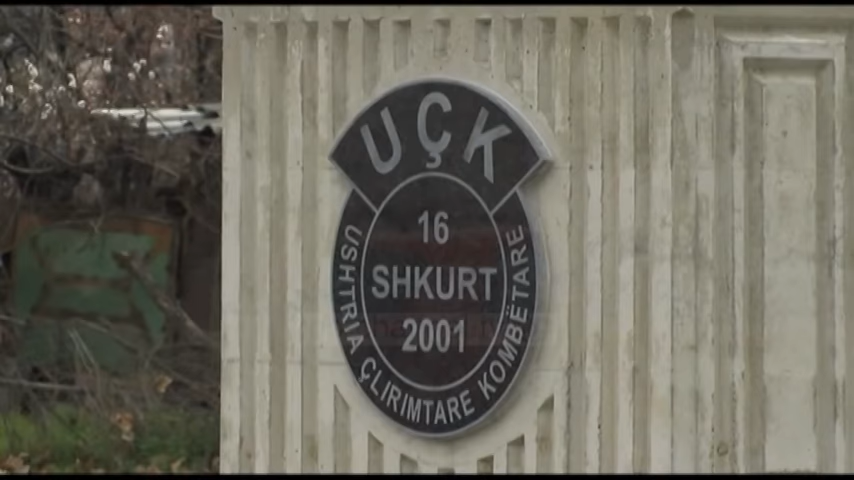 UÇK
16
SHKURT
2001
USHTRIA ÇLIRIMTARE KOMBËTARE